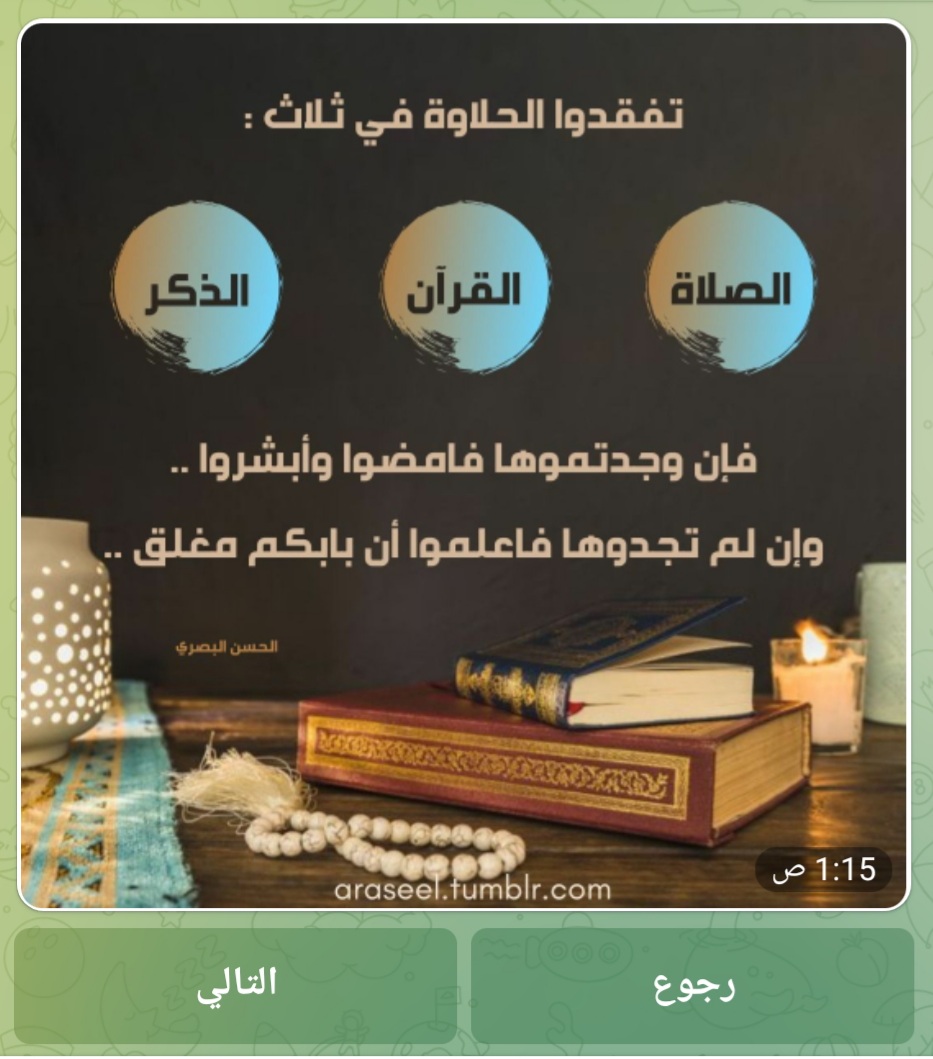 تفقدوا الحلاوة في ثلاث :
الصلاة
القرآن
الذكر
فإن وجدتموها فامضوا وأبشروا ..
وإن لم تجدوها فاعلموا أن بابكم مغلق ..
الحسن البصري
araseel.tumblr.com
1:15 ص
رجوع
التالي